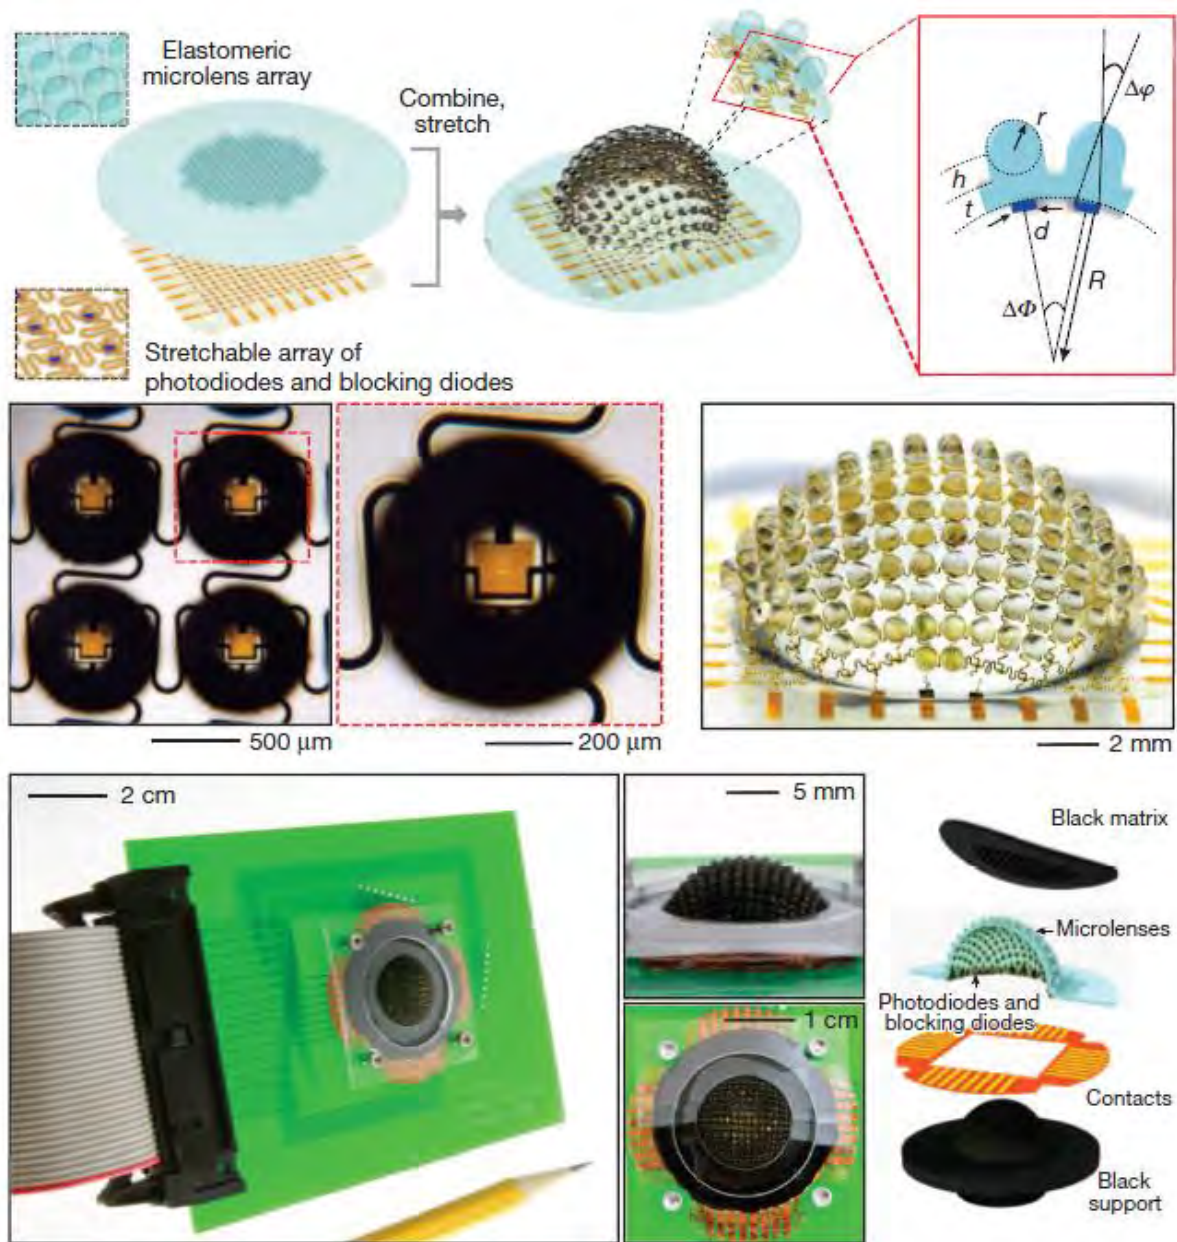 Elastomeric
microlens array
Combine,
stretch
Stretchable array of
photodiodes and blocking diodes
Δφ
r
h
t
d
R
ΔΦ
500 μm
200 μm
2 mm
2 cm
5 mm
1 cm
Black matrix
Microlenses
Photodiodes and
blocking diodes
Contacts
Black
support